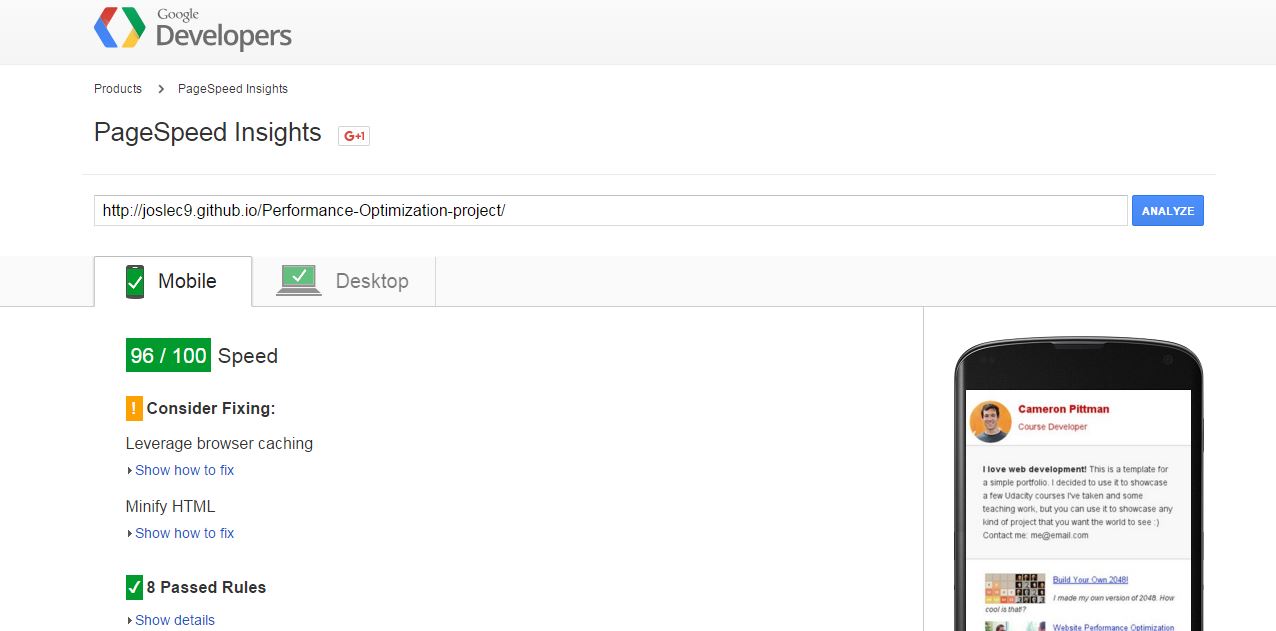 Google
Developers
Products > PageSpeed Insights
PageSpeed Insights G+1
http://joslec9.github.io/Performance-Optimization-project/ ANALYZE
Mobile Desktop
96 / 100 Speed
! Consider Fixing:
Leverage browser caching
Show how to fix
Minify HTML
Show how to fix
8 Passed Rules
Show details
Cameron Pittman
Course Developer
I love web development! This is a template for
a simple portfolio. I decided to use it to showcase
a few Udacity courses I've taken and some
teaching work, but you can use it to showcase any
kind of project that you want the world to see :)
Contact me: me@email.com
Build Your Own 2048!
I made my own version of 2048. How
cool is that!?
Website Performance Optimization